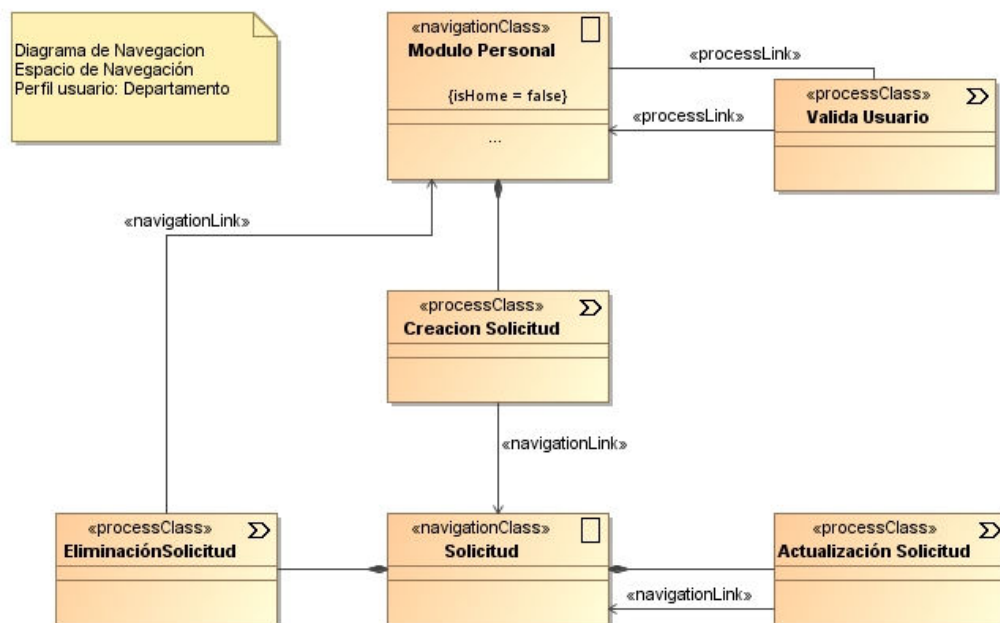 Diagrama de Navegacion
Espacio de Navegación
Perfil usuario: Departamento
«navigationClass»
Modulo Personal
{isHome = false}
...
«processLink»
«processClass»
Valida Usuario
«processLink»
«navigationLink»
«processClass»
Creacion Solicitud
«navigationLink»
«processClass»
EliminaciónSolicitud
«navigationClass»
Solicitud
«processClass»
Actualización Solicitud
«navigationLink»